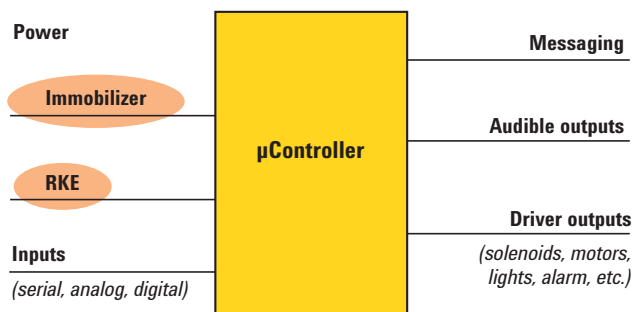 Power
Immobilizer
RKE
Inputs
(serial, analog, digital)
µController
Messaging
Audible outputs
Driver outputs
(solenoids, motors,
lights, alarm, etc.)